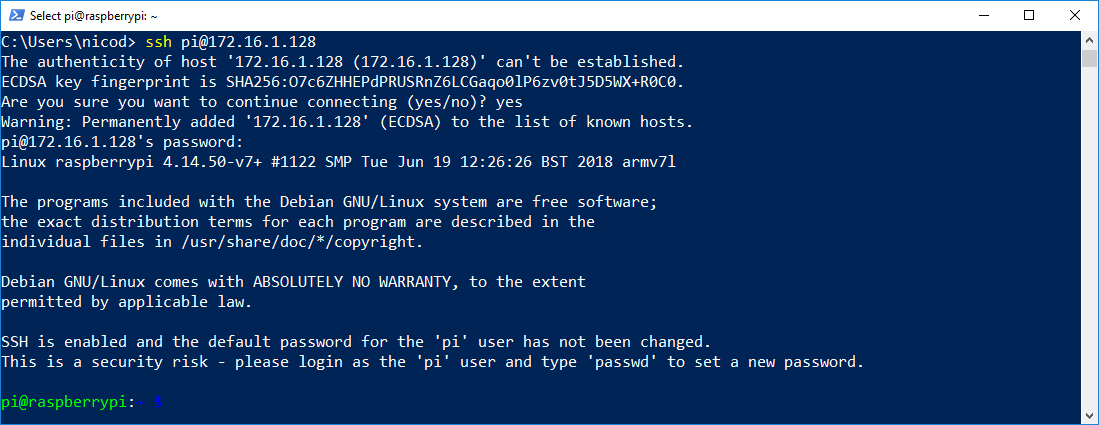 Select pi@raspberrypi: ~
C:\Users\nicod> ssh pi@172.16.1.128
The authenticity of host '172.16.1.128 (172.16.1.128)' can't be established.
ECDSA key fingerprint is SHA256:O7c6ZHHEPdPRUSRnZ6LCGaqo0lP6zv0tJ5D5WX+R0C0.
Are you sure you want to continue connecting (yes/no)? yes
Warning: Permanently added '172.16.1.128' (ECDSA) to the list of known hosts.
pi@172.16.1.128's password:
Linux raspberrypi 4.14.50-v7+ #1122 SMP Tue Jun 19 12:26:26 BST 2018 armv7l
The programs included with the Debian GNU/Linux system are free software;
the exact distribution terms for each program are described in the
individual files in /usr/share/doc/*/copyright.
Debian GNU/Linux comes with ABSOLUTELY NO WARRANTY, to the extent
permitted by applicable law.
SSH is enabled and the default password for the 'pi' user has not been changed.
This is a security risk - please login as the 'pi' user and type 'passwd' to set a new password.
pi@raspberrypi:~ $